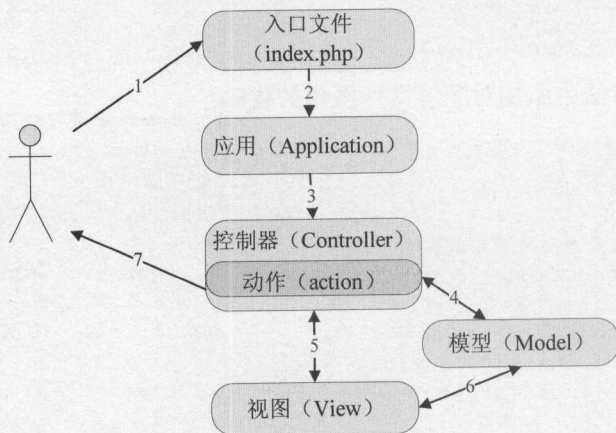 入口文件
（index.php）
1
2
应用（Application）
3
控制器（Controller）
7
动作（action）
4
5
模型（Model）
6
视图（View）